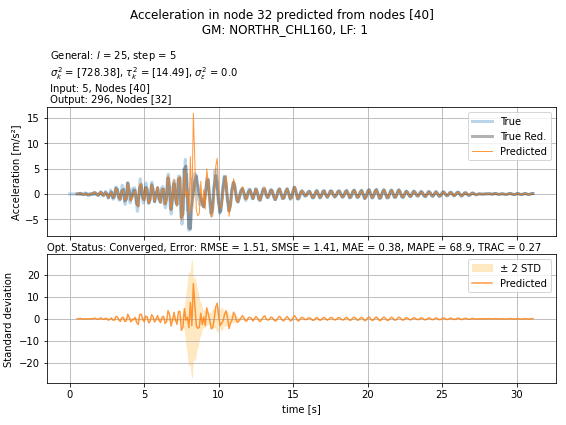 Acceleration in node 32 predicted from nodes [40]
GM: NORTHR_CHL160, LF: 1
General: l = 25, step = 5
σ²ₖ = [728.38], τ²ₖ = [14.49], σ²ε = 0.0
Input: 5, Nodes [40]
Output: 296, Nodes [32]
Acceleration [m/s²]
15
10
5
0
−5
True
True Red.
Predicted
Opt. Status: Converged, Error: RMSE = 1.51, SMSE = 1.41, MAE = 0.38, MAPE = 68.9, TRAC = 0.27
Standard deviation
20
10
0
−10
−20
± 2 STD
Predicted
0 5 10 15 20 25 30
time [s]